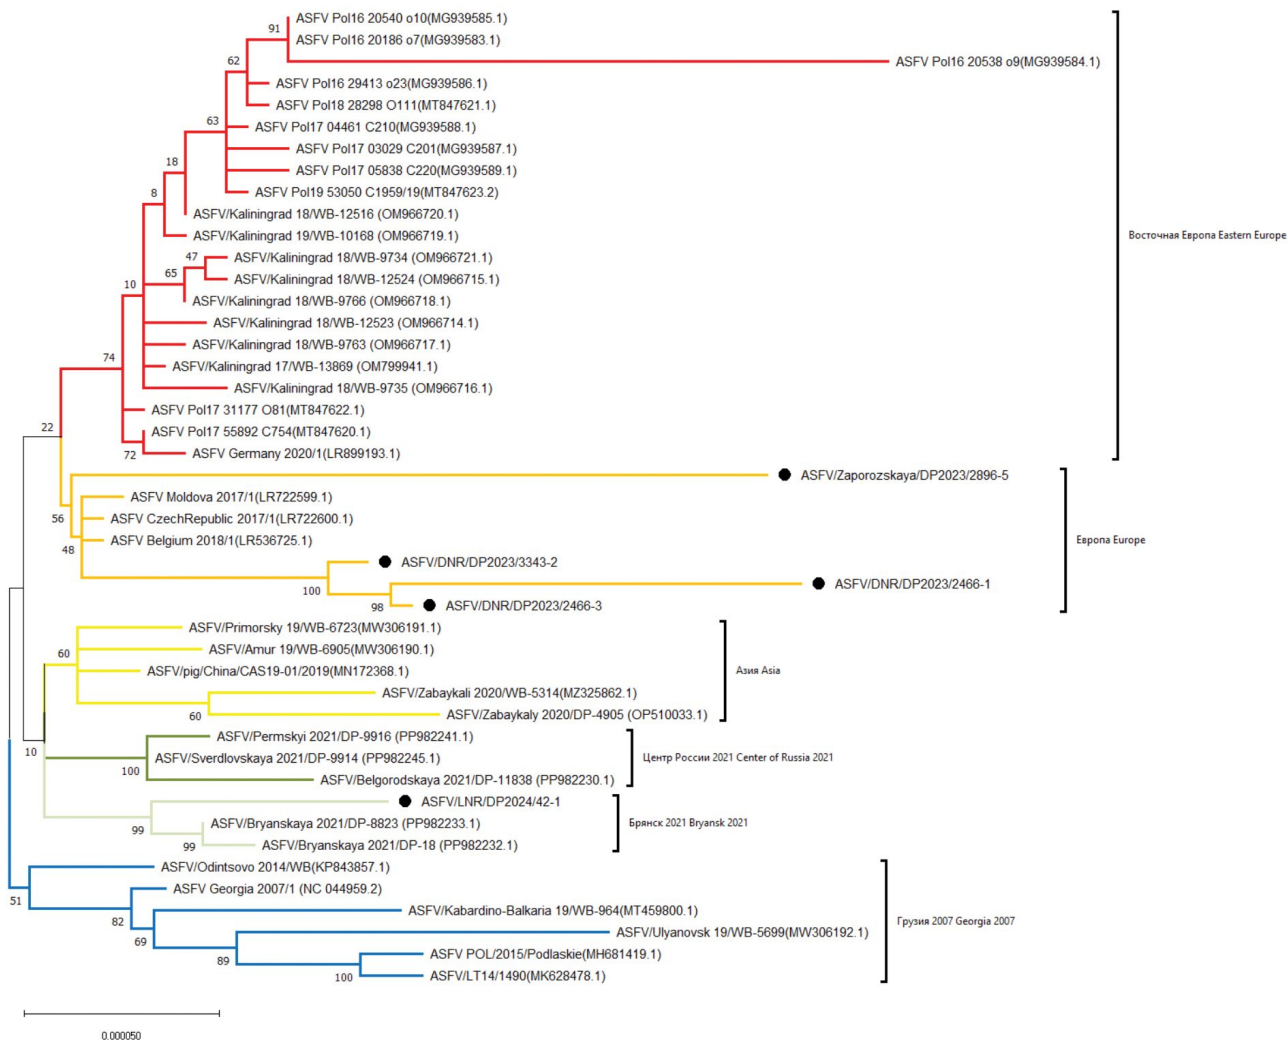 ASFV Pol16 20540 o10(MG939585.1)
91
ASFV Pol16 20186 o7(MG939583.1)
62
ASFV Pol16 20538 o9(MG939584.1)
ASFV Pol16 29413 o23(MG939586.1)
ASFV Pol18 28298 O111(MT847621.1)
63
ASFV Pol17 04461 C210(MG939588.1)
ASFV Pol17 03029 C201(MG939587.1)
18
ASFV Pol17 05838 C220(MG939589.1)
8
ASFV Pol19 53050 C1959/19(MT847623.2)
ASFV/Kaliningrad 18/WB-12516 (OM966720.1)
Восточная Европа Eastern Europe
ASFV/Kaliningrad 19/WB-10168 (OM966719.1)
47
ASFV/Kaliningrad 18/WB-9734 (OM966721.1)
65
ASFV/Kaliningrad 18/WB-12524 (OM966715.1)
10
ASFV/Kaliningrad 18/WB-9766 (OM966718.1)
ASFV/Kaliningrad 18/WB-12523 (OM966714.1)
ASFV/Kaliningrad 18/WB-9763 (OM966717.1)
74
ASFV/Kaliningrad 17/WB-13869 (OM799941.1)
ASFV/Kaliningrad 18/WB-9735 (OM966716.1)
ASFV Pol17 31177 O81(MT847622.1)
22
ASFV Pol17 55892 C754(MT847620.1)
72
ASFV Germany 2020/1(LR899193.1)
ASFV/Zaporozskaya/DP2023/2896-5
ASFV Moldova 2017/1(LR722599.1)
56
ASFV CzechRepublic 2017/1(LR722600.1)
ASFV Belgium 2018/1(LR536725.1)
Европа Europe
48
ASFV/DNR/DP2023/3343-2
100
ASFV/DNR/DP2023/2466-1
98
ASFV/DNR/DP2023/2466-3
ASFV/Primorsky 19/WB-6723(MW306191.1)
60
ASFV/Amur 19/WB-6905(MW306190.1)
ASFV/pig/China/CAS19-01/2019(MN172368.1)
Азия Asia
ASFV/Zabaykali 2020/WB-5314(MZ325862.1)
60
ASFV/Zabaykaly 2020/DP-4905 (OP510033.1)
ASFV/Permskyi 2021/DP-9916 (PP982241.1)
10
ASFV/Sverdlovskaya 2021/DP-9914 (PP982245.1)
Центр России 2021 Center of Russia 2021
100
ASFV/Belgorodskaya 2021/DP-11838 (PP982230.1)
ASFV/LNR/DP2024/42-1
99
ASFV/Bryanskaya 2021/DP-8823 (PP982233.1)
Брянск 2021 Bryansk 2021
99
ASFV/Bryanskaya 2021/DP-18 (PP982232.1)
ASFV/Odintsovo 2014/WB(KP843857.1)
51
ASFV Georgia 2007/1 (NC 044959.2)
82
ASFV/Kabardino-Balkaria 19/WB-964(MT459800.1)
Грузия 2007 Georgia 2007
69
ASFV/Ulyanovsk 19/WB-5699(MW306192.1)
89
ASFV POL/2015/Podlaskie(MH681419.1)
100
ASFV/LT14/1490(MK628478.1)
0.000050